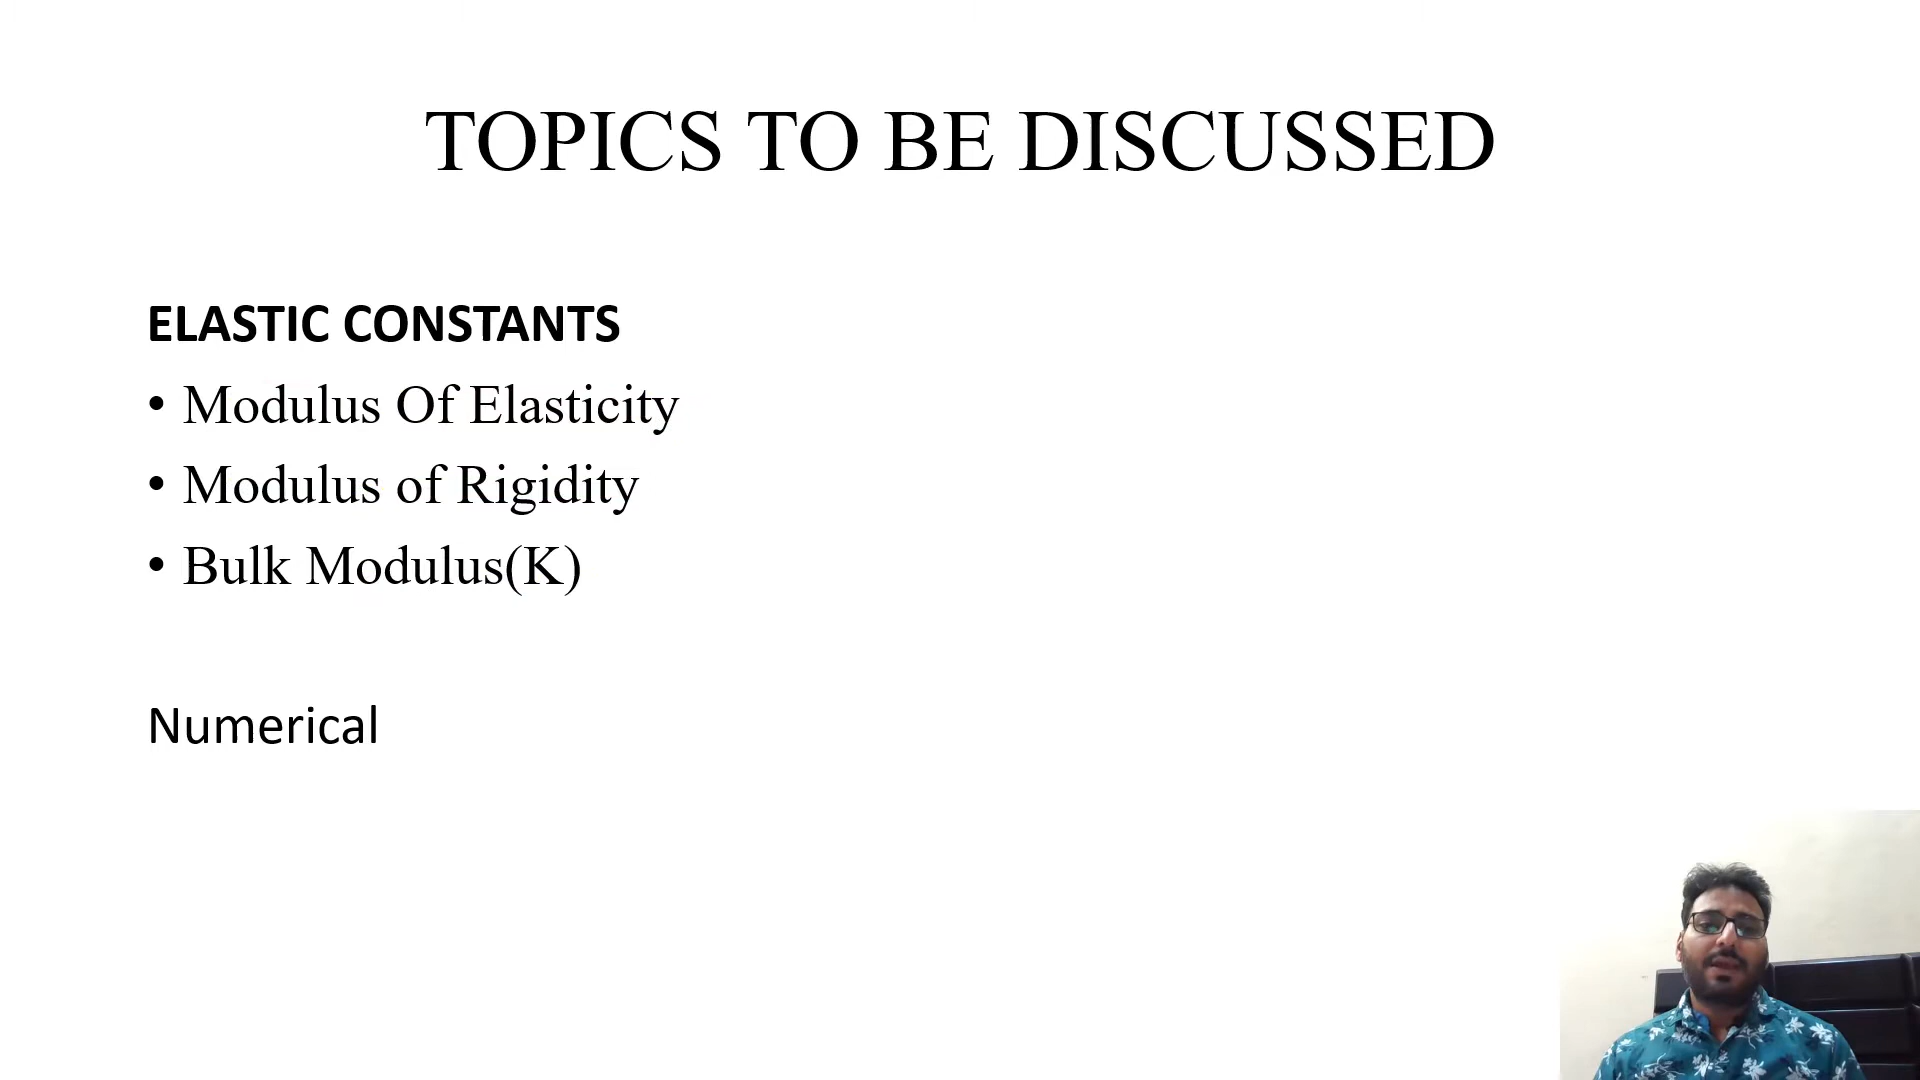 TOPICS TO BE DISCUSSED
ELASTIC CONSTANTS
• Modulus Of Elasticity
• Modulus of Rigidity
• Bulk Modulus(K)
Numerical